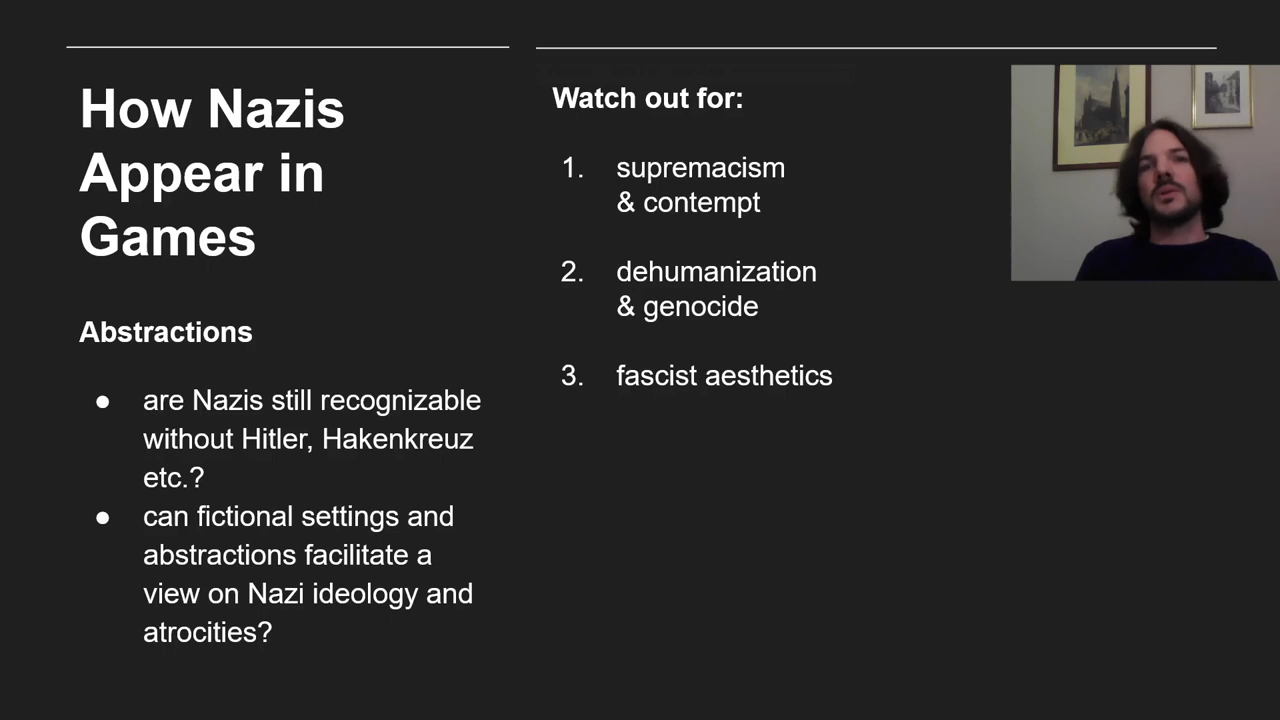 How Nazis
Appear in
Games
Abstractions
● are Nazis still recognizable
without Hitler, Hakenkreuz
etc.?
● can fictional settings and
abstractions facilitate a
view on Nazi ideology and
atrocities?
Watch out for:
1. supremacism
& contempt
2. dehumanization
& genocide
3. fascist aesthetics